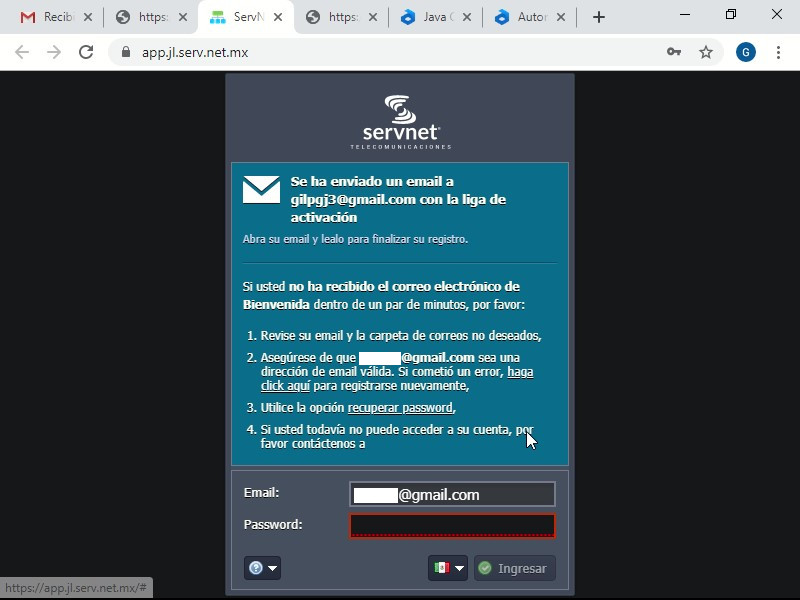 Recib
https:
ServN
https:
Java C
Autor
app.jl.serv.net.mx
G
servnet
TELECOMUNICACIONES
Se ha enviado un email a
gilpgj3@gmail.com con la liga de
activación
Abra su email y lealo para finalizar su registro.
Si usted no ha recibido el correo electrónico de
Bienvenida dentro de un par de minutos, por favor:
1. Revise su email y la carpeta de correos no deseados,
2. Asegúrese de que @gmail.com sea una
dirección de email válida. Si cometió un error, haga
click aquí para registrarse nuevamente,
3. Utilice la opción recuperar password,
4. Si usted todavía no puede acceder a su cuenta, por
favor contáctenos a
Email:
@gmail.com
Password:
Ingresar
https://app.jl.serv.net.mx/#